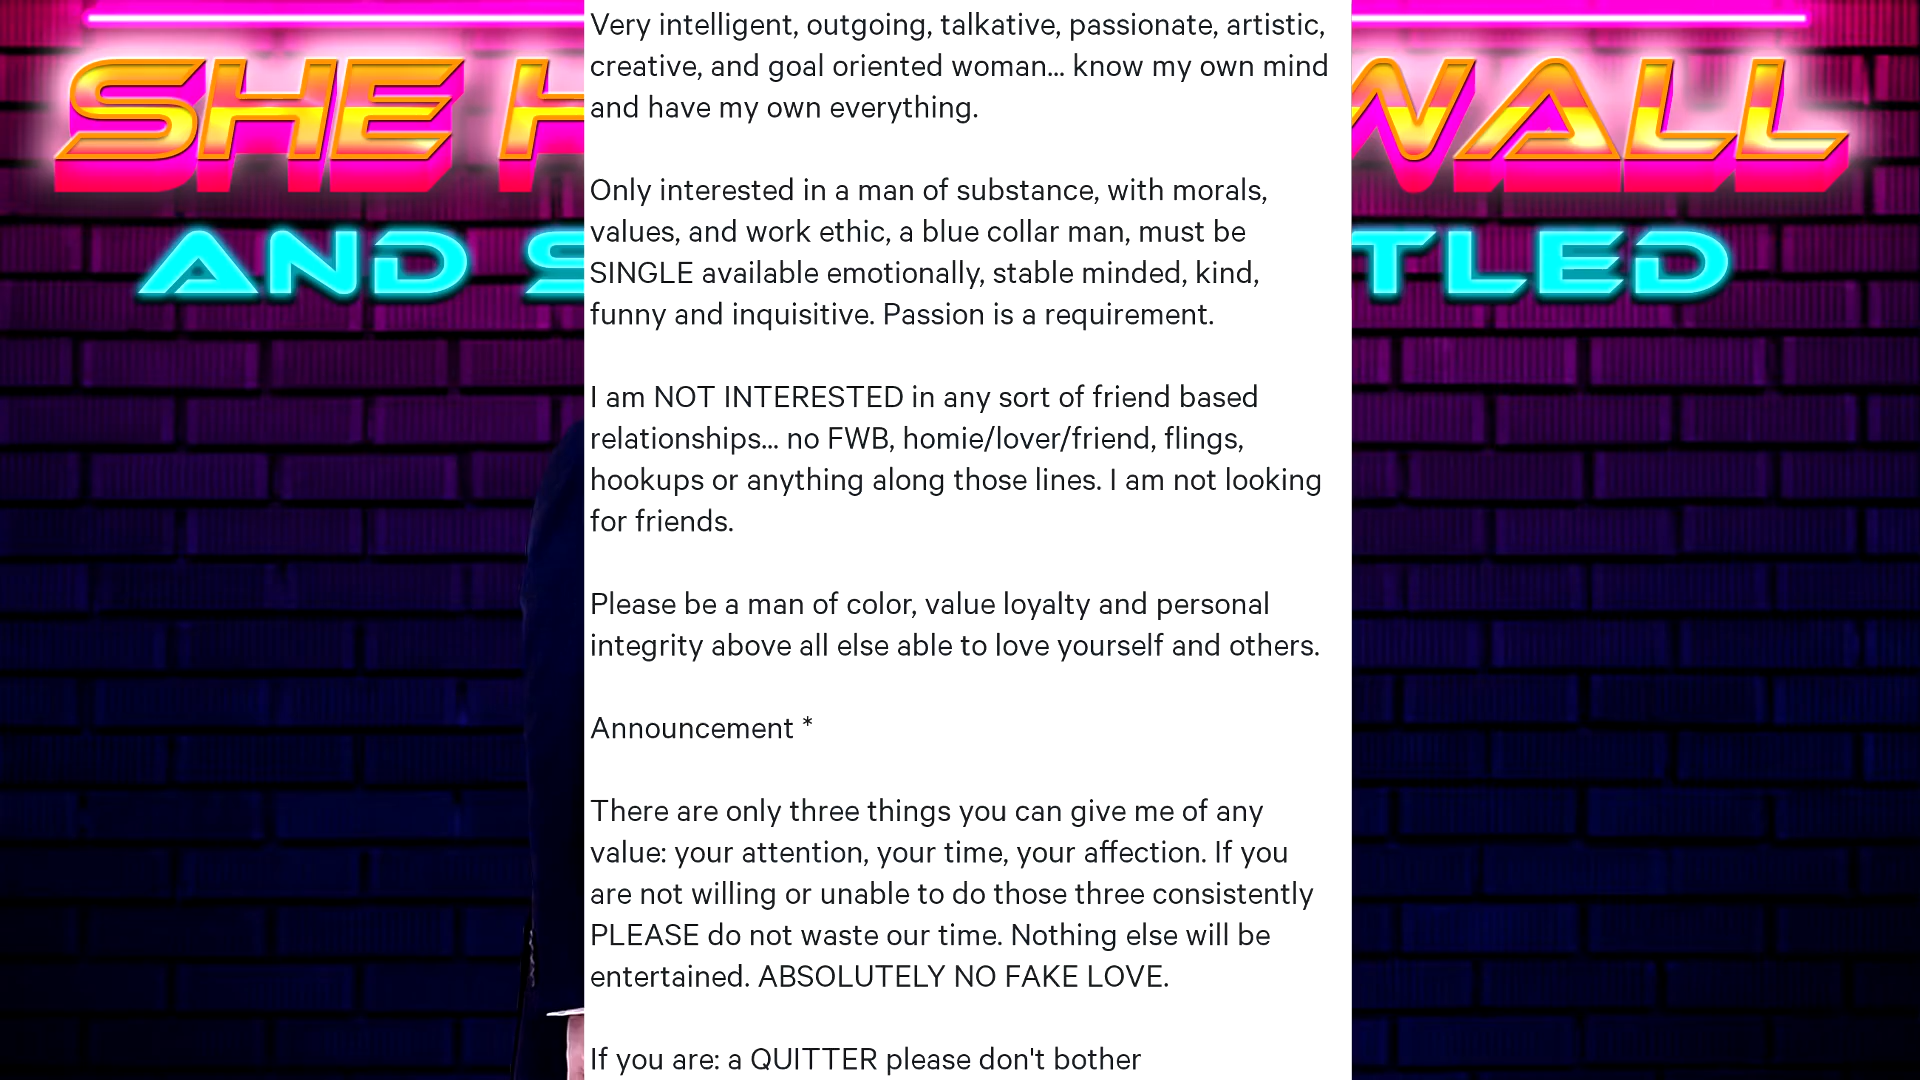 SHE H
WALL
AND S
TLED
Very intelligent, outgoing, talkative, passionate, artistic,
creative, and goal oriented woman... know my own mind
and have my own everything.
Only interested in a man of substance, with morals,
values, and work ethic, a blue collar man, must be
SINGLE available emotionally, stable minded, kind,
funny and inquisitive. Passion is a requirement.
I am NOT INTERESTED in any sort of friend based
relationships... no FWB, homie/lover/friend, flings,
hookups or anything along those lines. I am not looking
for friends.
Please be a man of color, value loyalty and personal
integrity above all else able to love yourself and others.
Announcement *
There are only three things you can give me of any
value: your attention, your time, your affection. If you
are not willing or unable to do those three consistently
PLEASE do not waste our time. Nothing else will be
entertained. ABSOLUTELY NO FAKE LOVE.
If you are: a QUITTER please don't bother